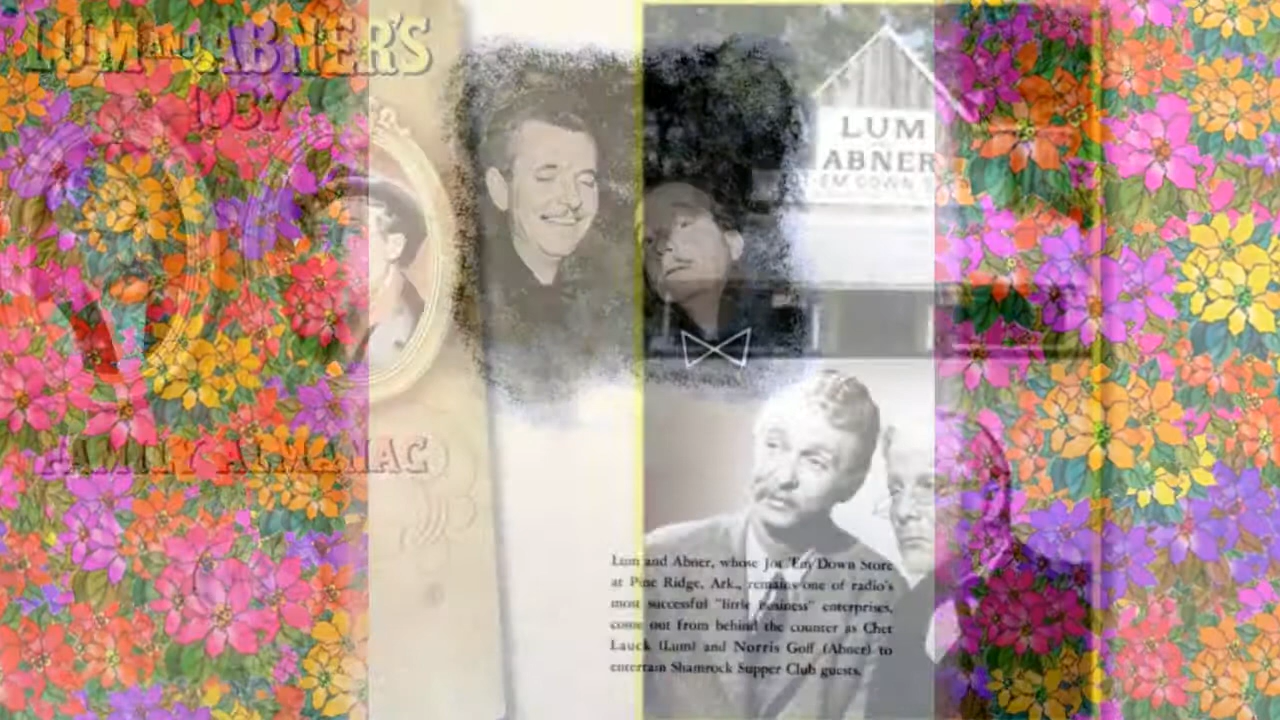 LUM AND ABNER'S
1937
FAMILY ALMANAC
LUM
ABNER
'EM DOWN
Lum and Abner, whose Jot 'Em Down Store
at Pine Ridge, Ark., remains one of radio's
most successful "little business" enterprises,
come out from behind the counter as Chet
Lauck (Lum) and Norris Goff (Abner) to
entertain Shamrock Supper Club guests.